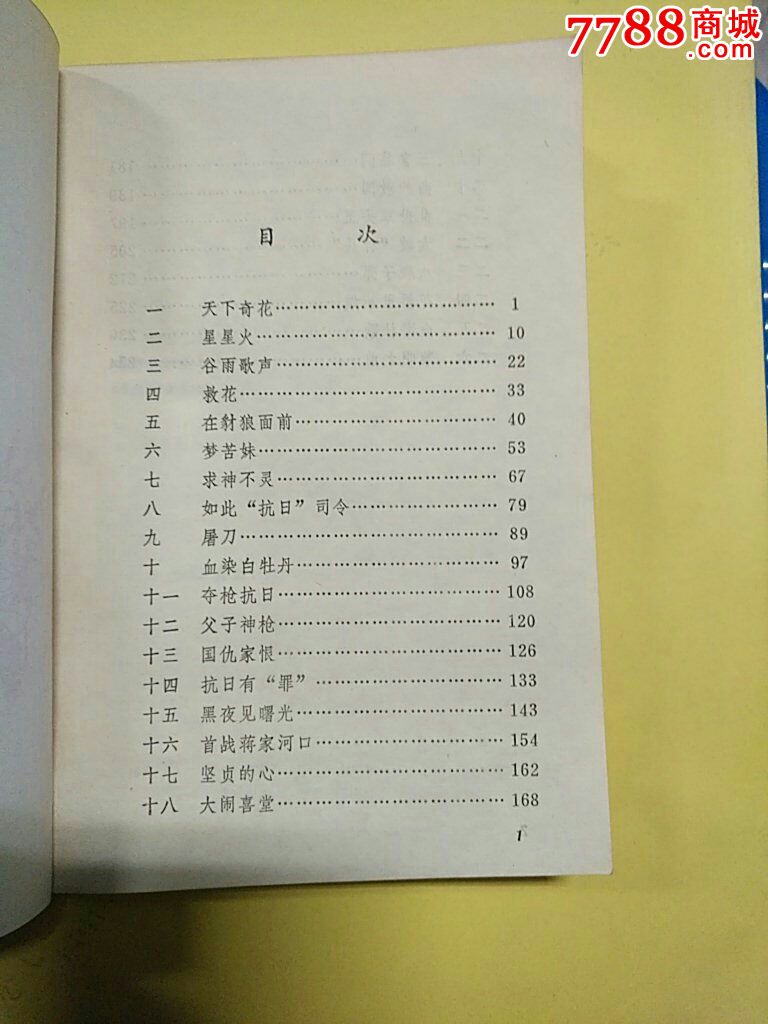 7788商城
.com
目 次
一 天下奇花……………………………… 1
二 星星火……………………………… 10
三 谷雨歌声……………………………… 22
四 救花……………………………… 33
五 在豺狼面前……………………………… 40
六 梦苦妹……………………………… 53
七 求神不灵……………………………… 67
八 如此“抗日”司令……………………… 79
九 屠刀……………………………… 89
十 血染白牡丹……………………………… 97
十一 夺枪抗日……………………………… 108
十二 父子神枪……………………………… 120
十三 国仇家恨……………………………… 126
十四 抗日有“罪”……………………………… 133
十五 黑夜见曙光……………………………… 143
十六 首战蒋家河口……………………………… 154
十七 坚贞的心……………………………… 162
十八 大闹喜堂……………………………… 168
1